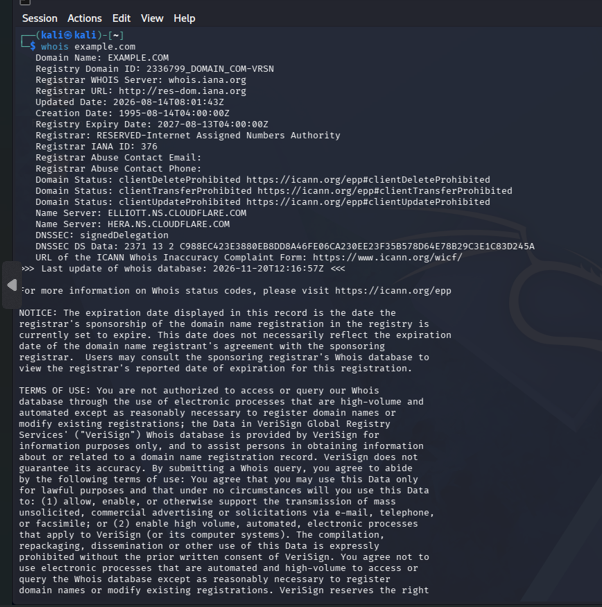 Session Actions Edit View Help
┌──(kali㉿kali)-[~]
└─$ whois example.com
Domain Name: EXAMPLE.COM
Registry Domain ID: 2336799_DOMAIN_COM-VRSN
Registrar WHOIS Server: whois.iana.org
Registrar URL: http://res-dom.iana.org
Updated Date: 2026-08-14T08:01:43Z
Creation Date: 1995-08-14T04:00:00Z
Registry Expiry Date: 2027-08-13T04:00:00Z
Registrar: RESERVED-Internet Assigned Numbers Authority
Registrar IANA ID: 376
Registrar Abuse Contact Email:
Registrar Abuse Contact Phone:
Domain Status: clientDeleteProhibited https://icann.org/epp#clientDeleteProhibited
Domain Status: clientTransferProhibited https://icann.org/epp#clientTransferProhibited
Domain Status: clientUpdateProhibited https://icann.org/epp#clientUpdateProhibited
Name Server: ELLIOTT.NS.CLOUDFLARE.COM
Name Server: HERA.NS.CLOUDFLARE.COM
DNSSEC: signedDelegation
DNSSEC DS Data: 2371 13 2 C988EC423E3880EB8DD8A46FE06CA230EE23F35B578D64E78B29C3E1C83D245A
URL of the ICANN Whois Inaccuracy Complaint Form: https://www.icann.org/wicf/
>>> Last update of whois database: 2026-11-20T12:16:57Z <<<
For more information on Whois status codes, please visit https://icann.org/epp
NOTICE: The expiration date displayed in this record is the date the
registrar's sponsorship of the domain name registration in the registry is
currently set to expire. This date does not necessarily reflect the expiration
date of the domain name registrant's agreement with the sponsoring
registrar. Users may consult the sponsoring registrar's Whois database to
view the registrar's reported date of expiration for this registration.
TERMS OF USE: You are not authorized to access or query our Whois
database through the use of electronic processes that are high-volume and
automated except as reasonably necessary to register domain names or
modify existing registrations; the Data in VeriSign Global Registry
Services' ("VeriSign") Whois database is provided by VeriSign for
information purposes only, and to assist persons in obtaining information
about or related to a domain name registration record. VeriSign does not
guarantee its accuracy. By submitting a Whois query, you agree to abide
by the following terms of use: You agree that you may use this Data only
for lawful purposes and that under no circumstances will you use this Data
to: (1) allow, enable, or otherwise support the transmission of mass
unsolicited, commercial advertising or solicitations via e-mail, telephone,
or facsimile; or (2) enable high volume, automated, electronic processes
that apply to VeriSign (or its computer systems). The compilation,
repackaging, dissemination or other use of this Data is expressly
prohibited without the prior written consent of VeriSign. You agree not to
use electronic processes that are automated and high-volume to access or
query the Whois database except as reasonably necessary to register
domain names or modify existing registrations. VeriSign reserves the right